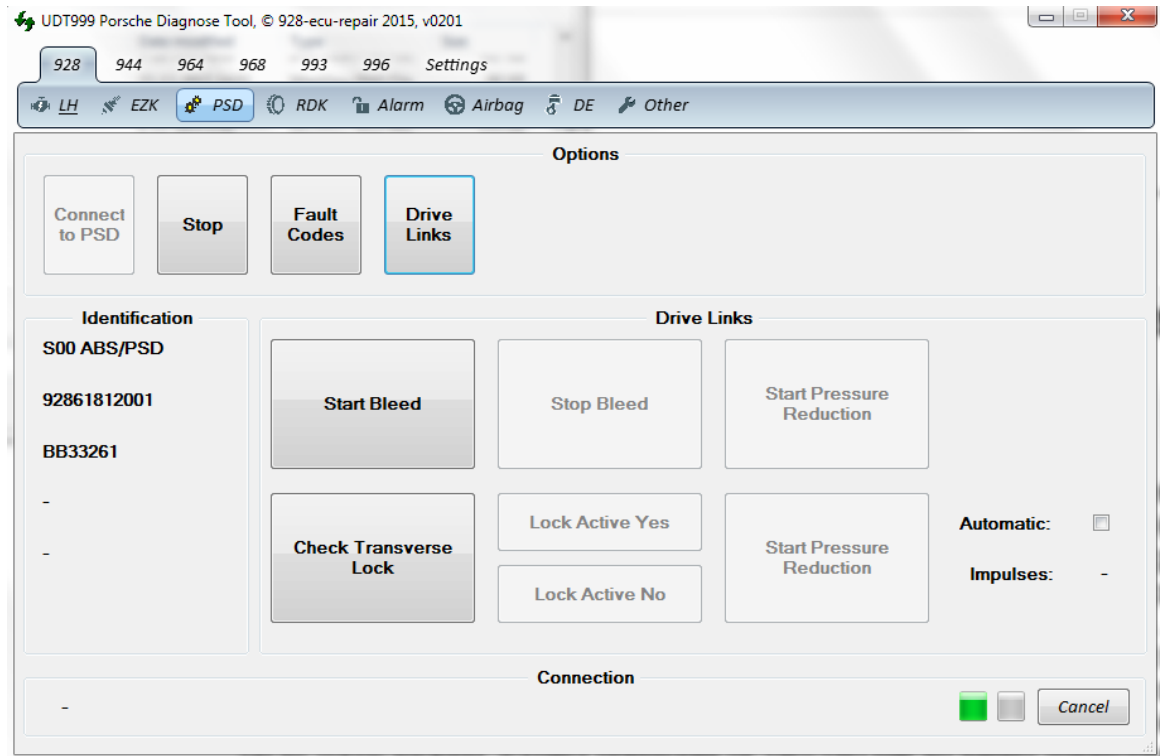 UDT999 Porsche Diagnose Tool, © 928-ecu-repair 2015, v0201
928 944 964 968 993 996 Settings
LH EZK PSD RDK Alarm Airbag DE Other
Options
Connect
to PSD
Stop
Fault
Codes
Drive
Links
Identification
S00 ABS/PSD
92861812001
BB33261
-
-
Drive Links
Start Bleed
Stop Bleed
Start Pressure
Reduction
Check Transverse
Lock
Lock Active Yes
Lock Active No
Start Pressure
Reduction
Automatic:
Impulses: -
Connection
-
Cancel